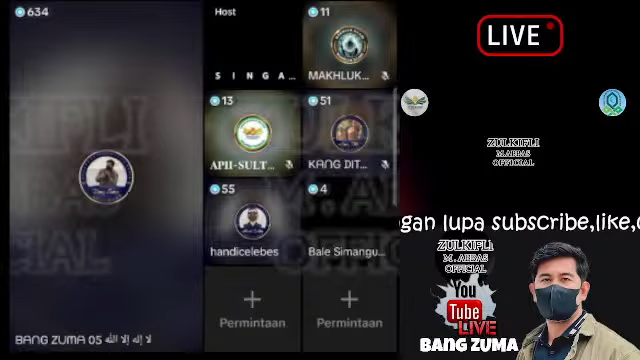 634
Host
S I N G A...
11
MAKHLUK...
13
APII-SULT...
51
KANG DIT...
55
handicelebes
4
Bale Simangu...
Permintaan
Permintaan
BANG ZUMA 05 لا إله إلا الله
LIVE
ZULKIFLI
M.ABBAS
OFFICIAL
gan lupa subscribe,like,c
ZULKIFLI
M. ABBAS
OFFICIAL
You
Tube
LIVE
BANG ZUMA